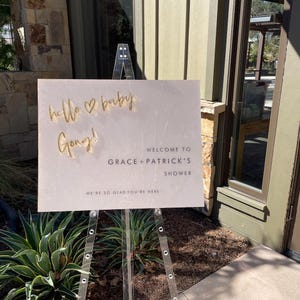 hello ♡ baby
Gong!
WELCOME TO
GRACE + PATRICK'S
SHOWER
WE'RE SO GLAD YOU'RE HERE